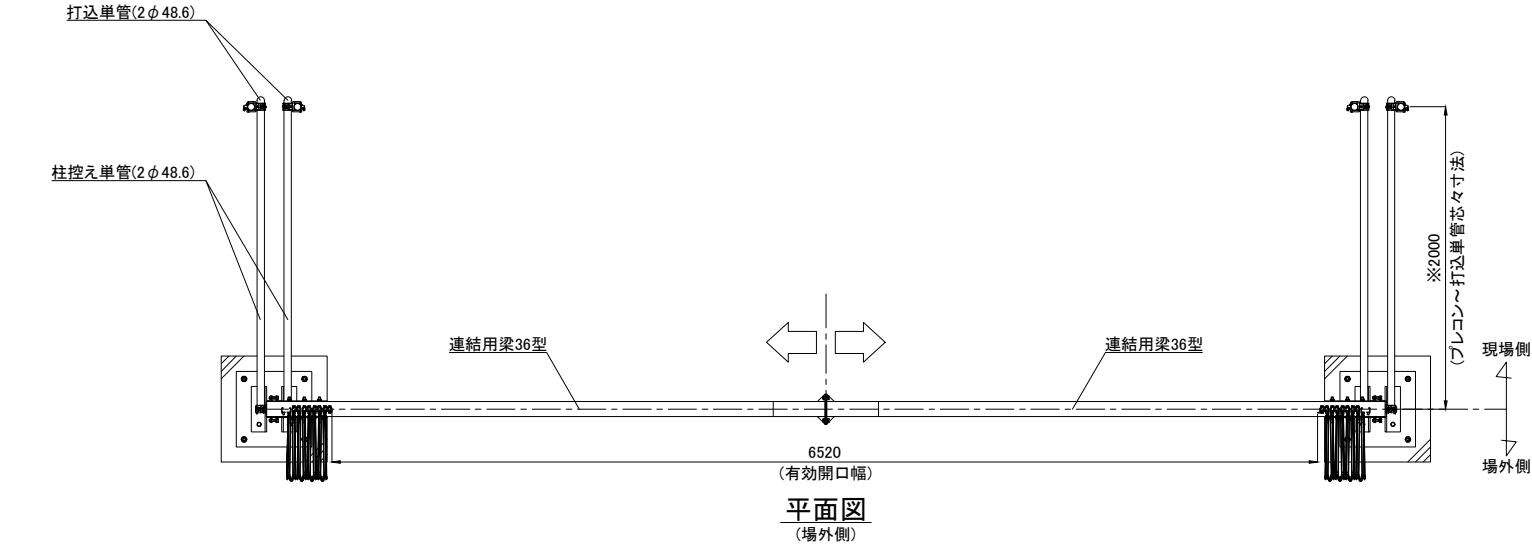 打込単管(2φ48.6)
柱控え単管(2φ48.6)
連結用梁36型
連結用梁36型
※2000
(プレコン～打込単管芯々寸法)
現場側
場外側
6520
(有効開口幅)
平面図
(場外側)